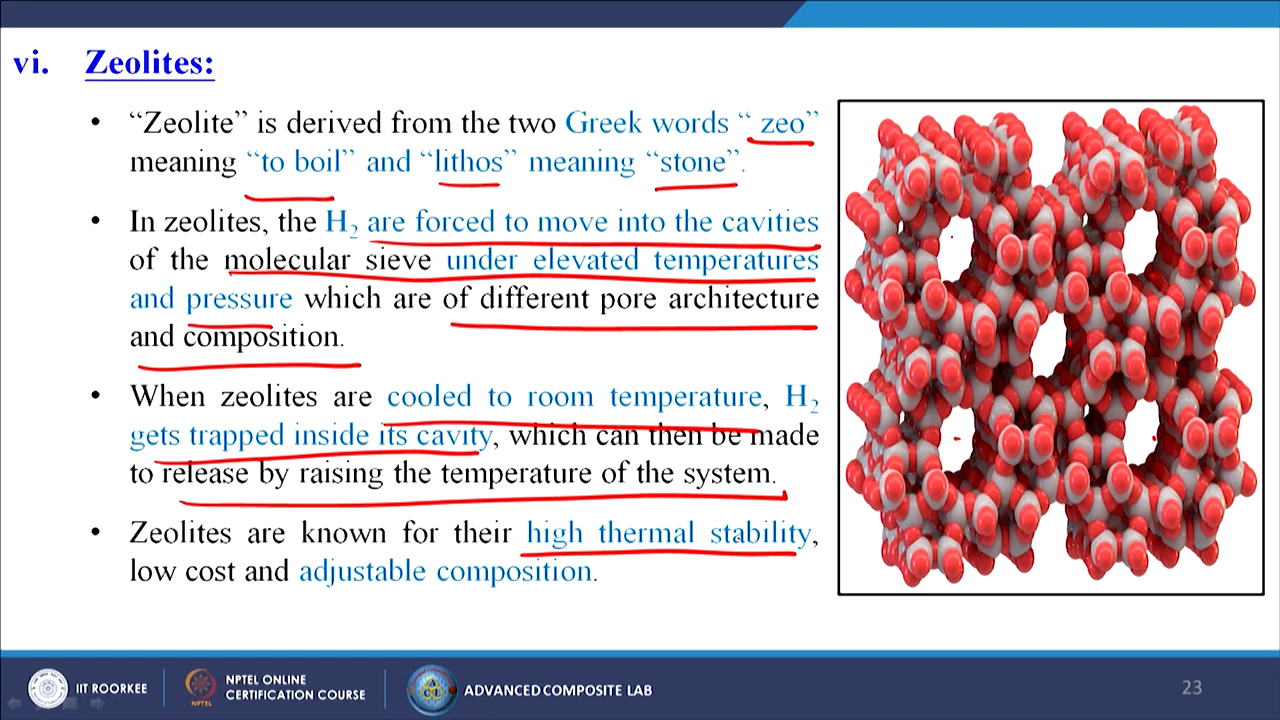 vi. Zeolites:
• “Zeolite” is derived from the two Greek words “ zeo”
meaning “to boil” and “lithos” meaning “stone”.
• In zeolites, the H₂ are forced to move into the cavities
of the molecular sieve under elevated temperatures
and pressure which are of different pore architecture
and composition.
• When zeolites are cooled to room temperature, H₂
gets trapped inside its cavity, which can then be made
to release by raising the temperature of the system.
• Zeolites are known for their high thermal stability,
low cost and adjustable composition.
IIT ROORKEE
NPTEL
NPTEL ONLINE
CERTIFICATION COURSE
ACL
ADVANCED COMPOSITE LAB
23